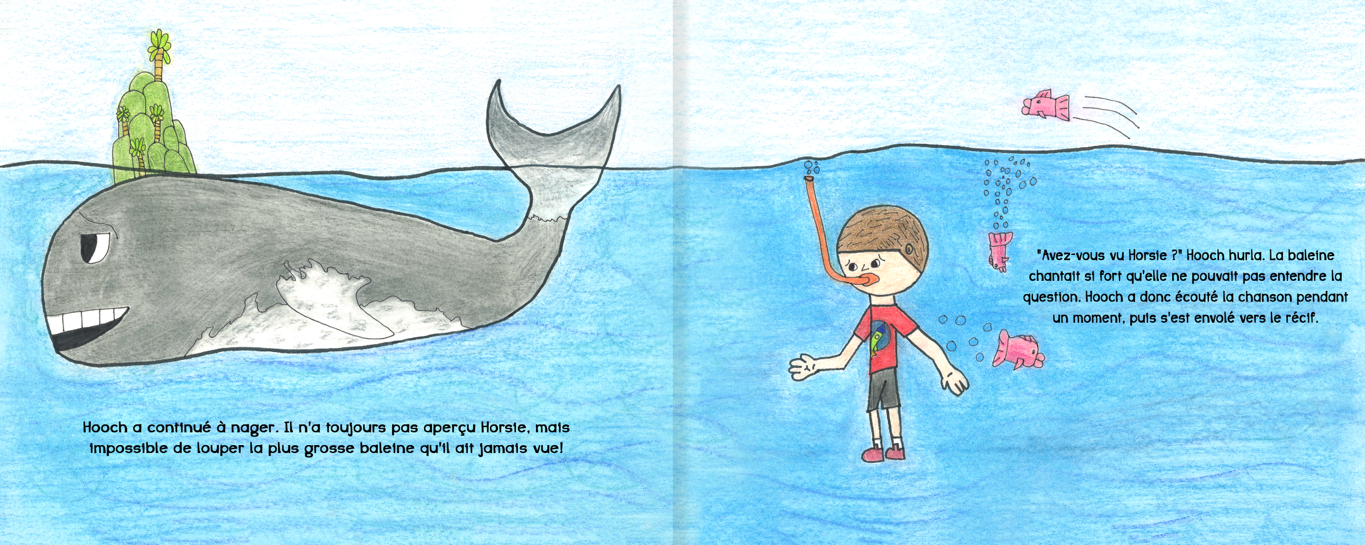 Hooch a continué à nager. Il n'a toujours pas aperçu Horsie, mais
impossible de louper la plus grosse baleine qu'il ait jamais vue!
"Avez-vous vu Horsie ?" Hooch hurla. La baleine
chantait si fort qu'elle ne pouvait pas entendre la
question. Hooch a donc écouté la chanson pendant
un moment, puis s'est envolé vers le récif.